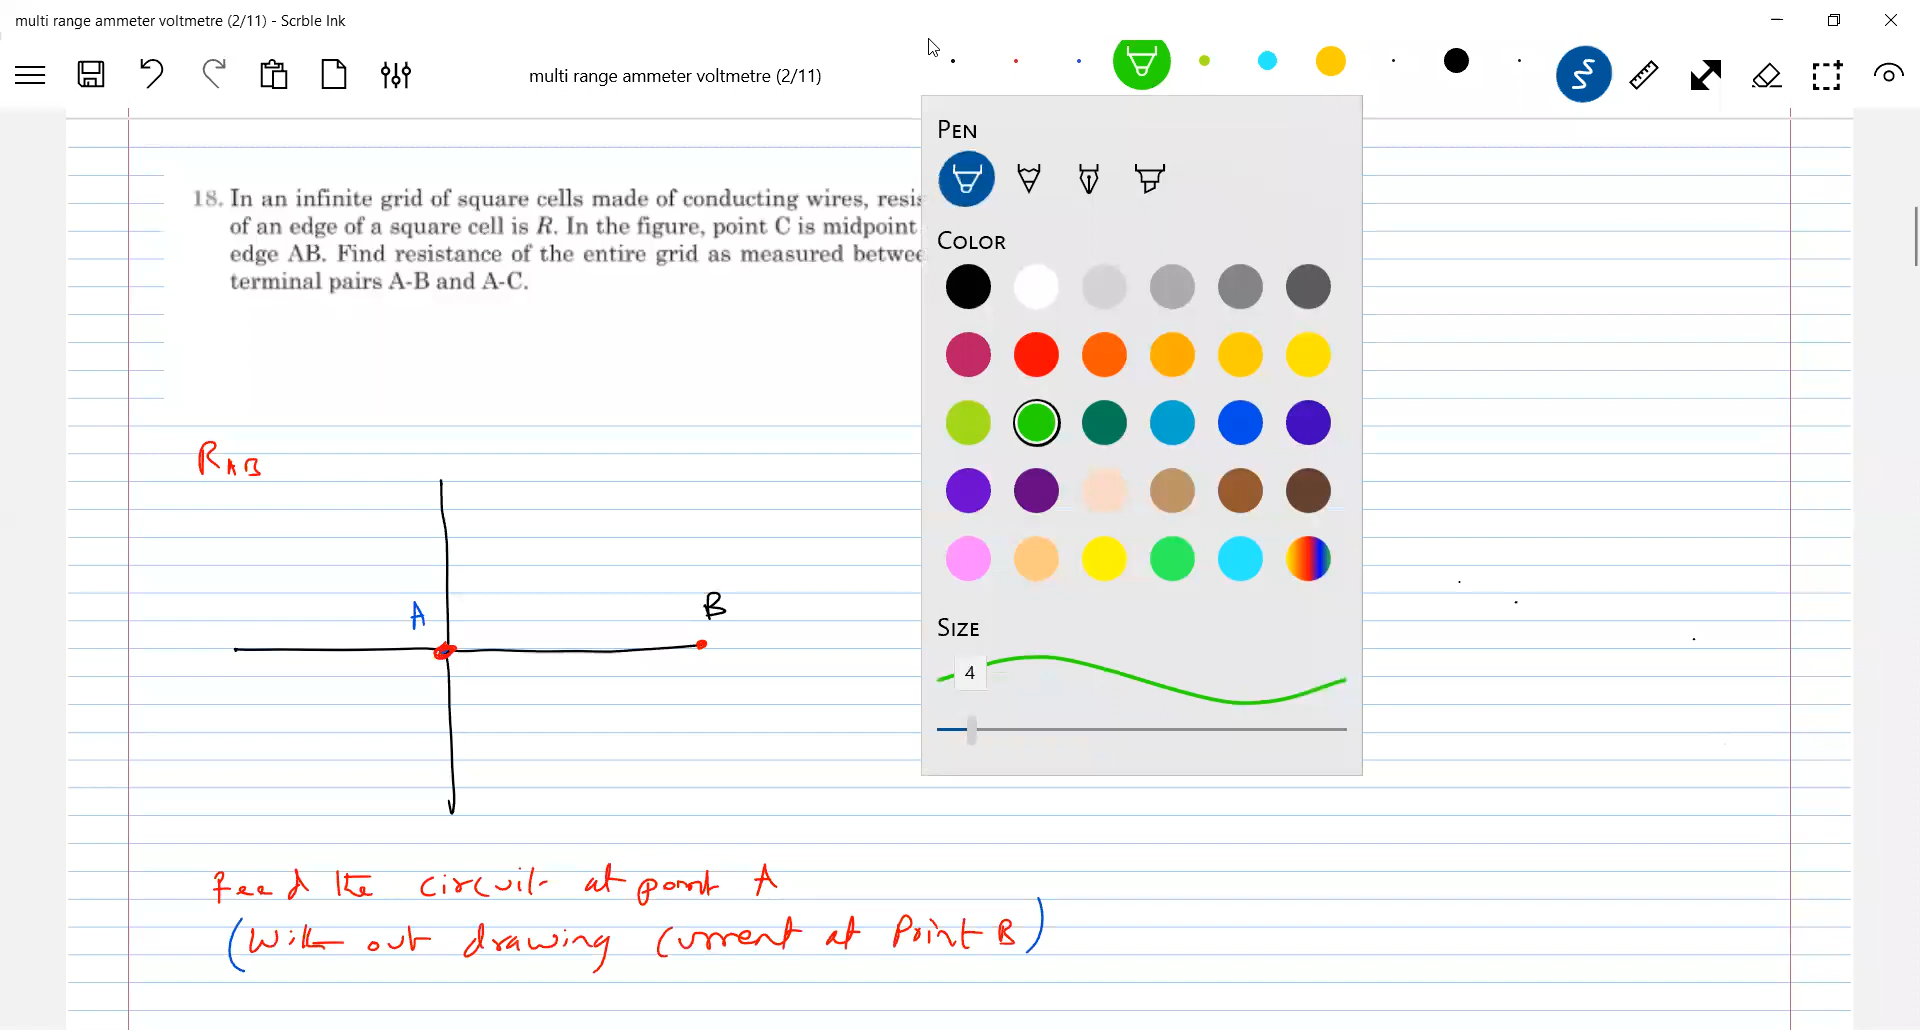 multi range ammeter voltmetre (2/11) - Scrble Ink
multi range ammeter voltmetre (2/11)
PEN
COLOR
SIZE
4
18. In an infinite grid of square cells made of conducting wires, resis
of an edge of a square cell is R. In the figure, point C is midpoint
edge AB. Find resistance of the entire grid as measured betwee
terminal pairs A-B and A-C.
RAB
A
B
feed the circuit at point A
(With out drawing current at Point B)